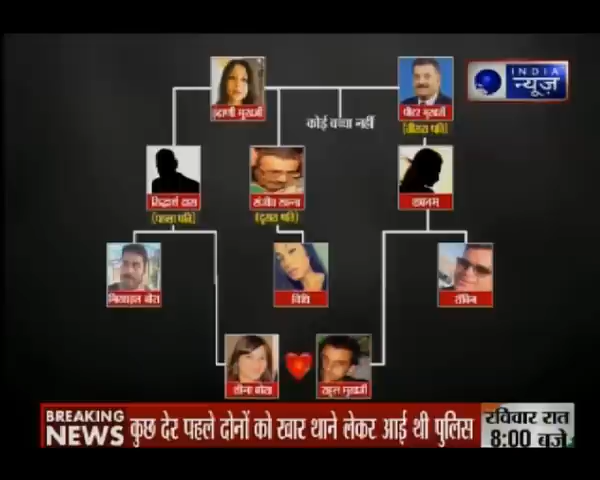 INDIA
न्यूज़
इंद्राणी मुखर्जी
पीटर मुखर्जी
(तीसरा पति)
कोई बच्चा नहीं
सिद्धार्थ दास
(पहला पति)
संजीव खन्ना
(दूसरा पति)
शबनम
मिखाइल बोरा
विधि
रॉबिन
शीना बोरा
राहुल मुखर्जी
BREAKING NEWS
कुछ देर पहले दोनों को खार थाने लेकर आई थी पुलिस
रविवार रात
8:00 बजे